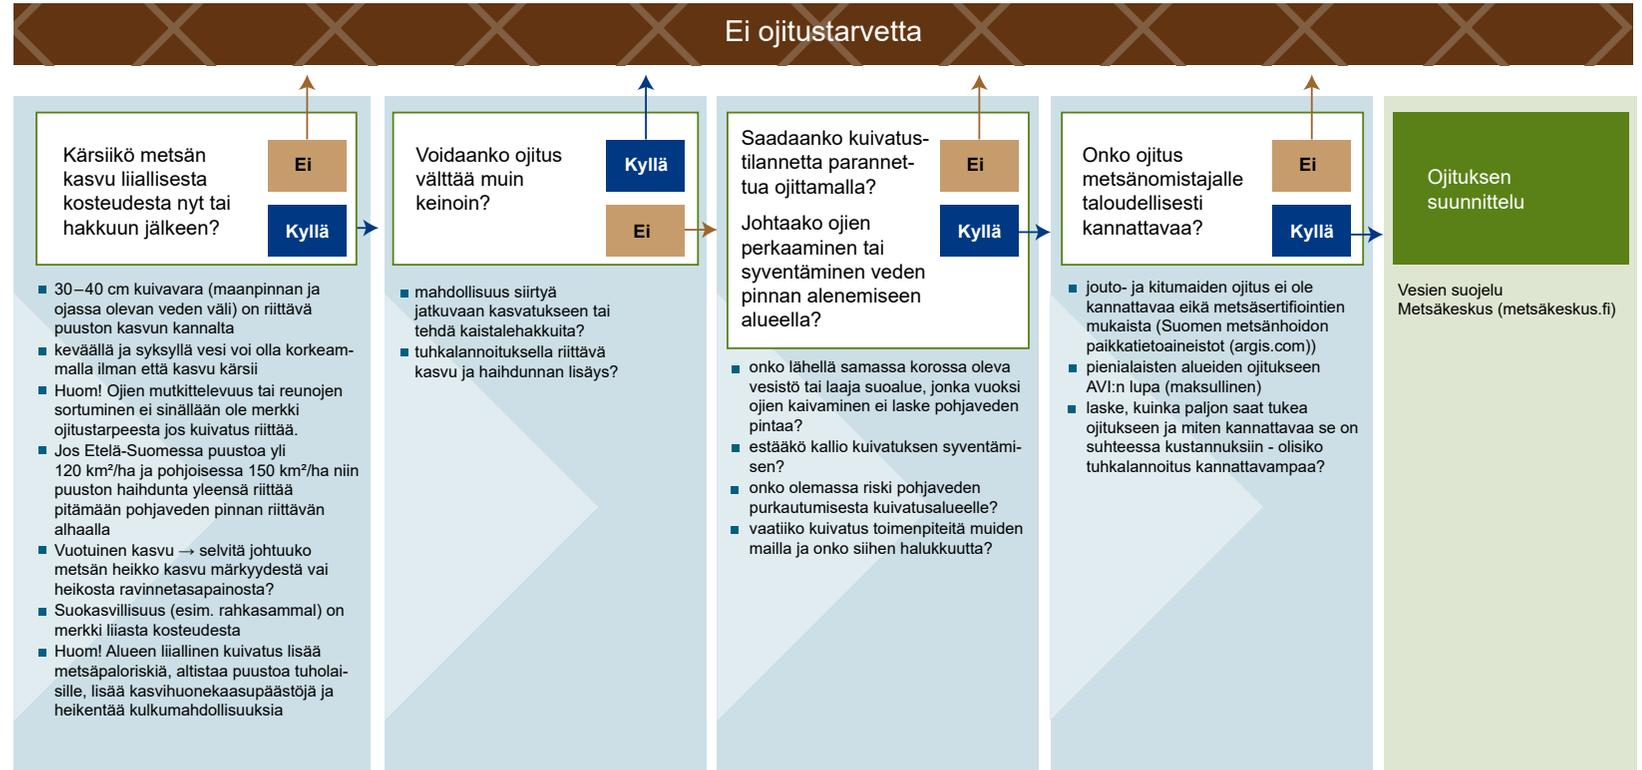 Ei ojitustarvetta
Kärsiikö metsän
kasvu liiallisesta
kosteudesta nyt tai
hakkuun jälkeen?
Ei
Kyllä
30–40 cm kuivavara (maanpinnan ja
ojassa olevan veden väli) on riittävä
puuston kasvun kannalta
keväällä ja syksyllä vesi voi olla korkeam-
malla ilman että kasvu kärsii
Huom! Ojien mutkittelevuus tai reunojen
sortuminen ei sinällään ole merkki
ojitustarpeesta jos kuivatus riittää.
Jos Etelä-Suomessa puustoa yli
120 km²/ha ja pohjoisessa 150 km²/ha niin
puuston haihdunta yleensä riittää
pitämään pohjaveden pinnan riittävän
alhaalla
Vuotuinen kasvu → selvitä johtuuko
metsän heikko kasvu märkyydestä vai
heikosta ravinnetasapainosta?
Suokasvillisuus (esim. rahkasammal) on
merkki liiasta kosteudesta
Huom! Alueen liiallinen kuivatus lisää
metsäpaloriskiä, altistaa puustoa tuholai-
sille, lisää kasvihuonekaasupäästöjä ja
heikentää kulkumahdollisuuksia
Voidaanko ojitus
välttää muin
keinoin?
Kyllä
Ei
mahdollisuus siirtyä
jatkuvaan kasvatukseen tai
tehdä kaistalehakkuita?
tuhkalannoituksella riittävä
kasvu ja haihdunnan lisäys?
Saadaanko kuivatus-
tilannetta parannet-
tua ojittamalla?
Johtaako ojien
perkaaminen tai
syventäminen veden
pinnan alenemiseen
alueella?
Ei
Kyllä
onko lähellä samassa korossa oleva
vesistö tai laaja suoalue, jonka vuoksi
ojien kaivaminen ei laske pohjaveden
pintaa?
estääkö kallio kuivatuksen syventämi-
sen?
onko olemassa riski pohjaveden
purkautumisesta kuivatusalueelle?
vaatiiko kuivatus toimenpiteitä muiden
mailla ja onko siihen halukkuutta?
Onko ojitus
metsänomistajalle
taloudellisesti
kannattavaa?
Ei
Kyllä
jouto- ja kitumaiden ojitus ei ole
kannattavaa eikä metsäsertifiointien
mukaista (Suomen metsänhoidon
paikkatietoaineistot (argis.com))
pienialaisten alueiden ojitukseen
AVI:n lupa (maksullinen)
laske, kuinka paljon saat tukea
ojitukseen ja miten kannattavaa se on
suhteessa kustannuksiin - olisiko
tuhkalannoitus kannattavampaa?
Ojituksen
suunnittelu
Vesien suojelu
Metsäkeskus (metsäkeskus.fi)